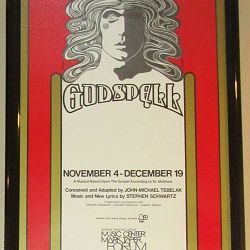 GODSPELL
NOVEMBER 4 - DECEMBER 19
A Musical Based Upon The Gospel According to St. Matthew
Conceived and Adapted by JOHN-MICHAEL TEBELAK
Music and New Lyrics by STEPHEN SCHWARTZ
MUSIC CENTER
MARK TAPER
FORUM